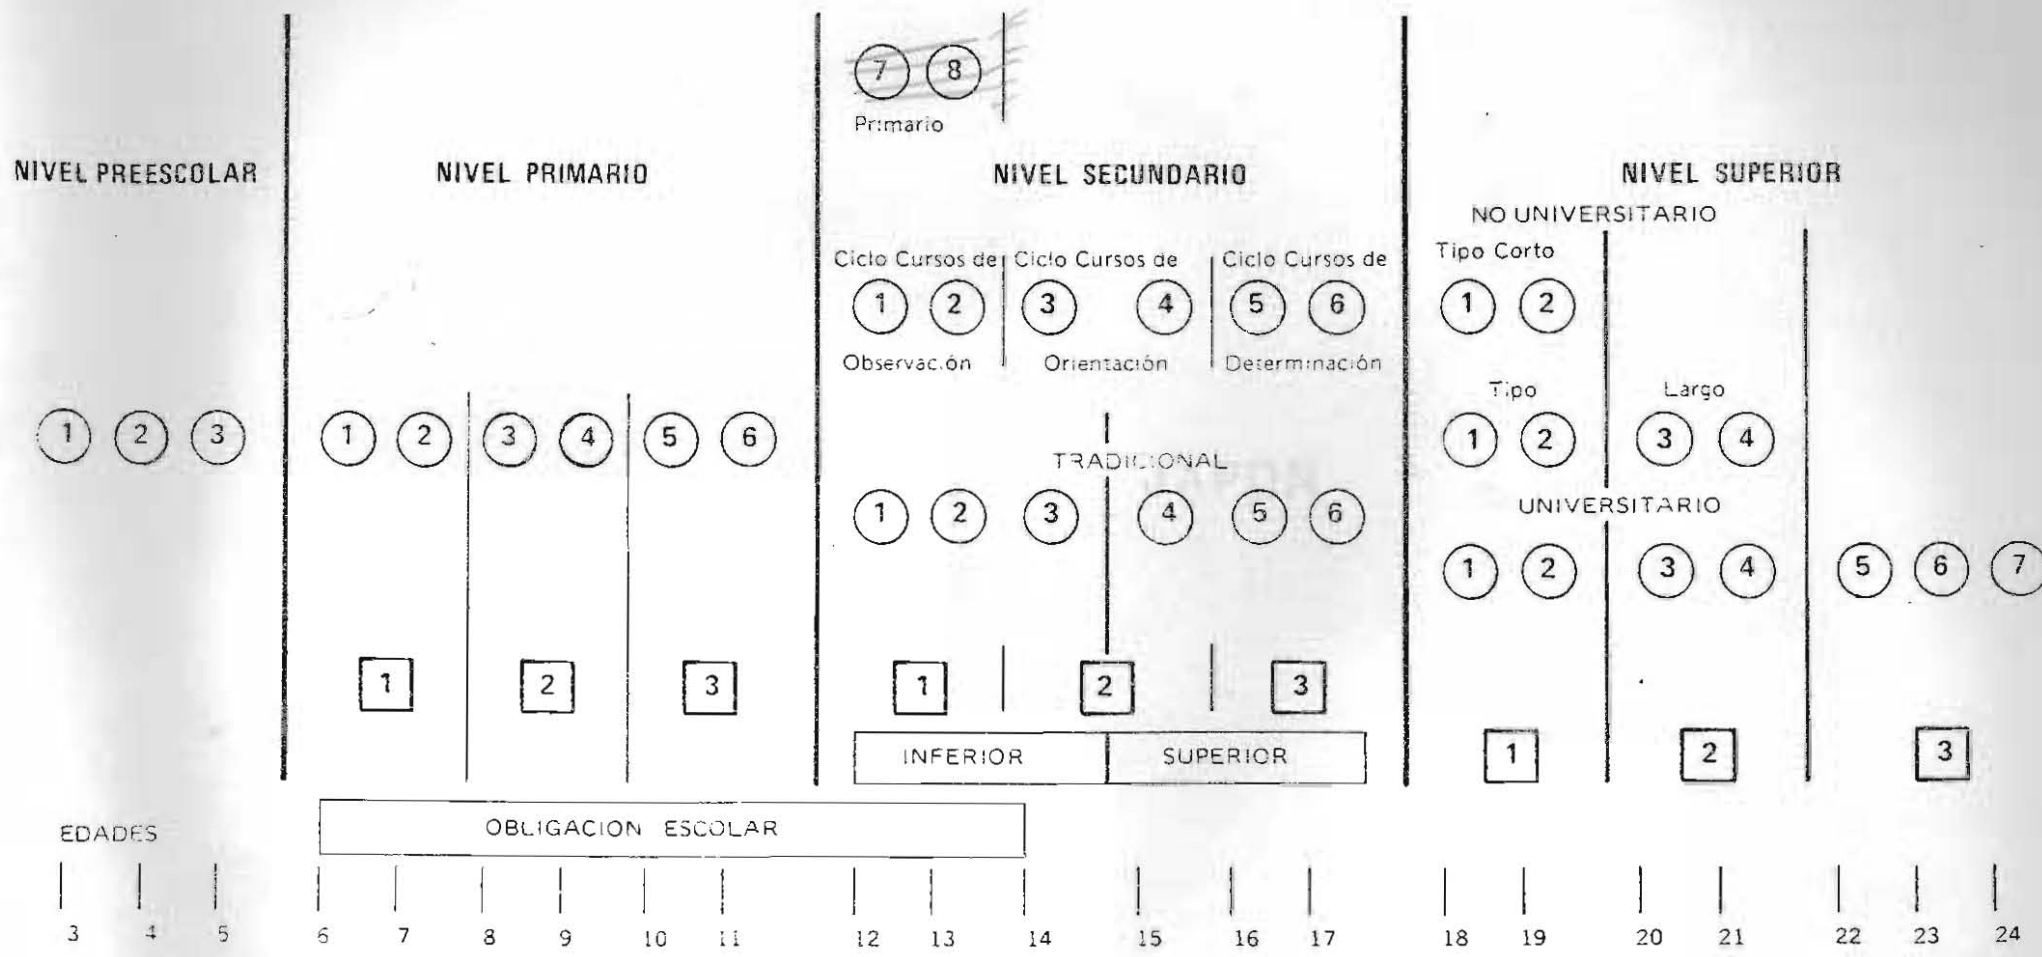 7 8
Primario
NIVEL PREESCOLAR NIVEL PRIMARIO NIVEL SECUNDARIO NIVEL SUPERIOR
NO UNIVERSITARIO
Ciclo Cursos de Ciclo Cursos de Ciclo Cursos de Tipo Corto
1 2 3 4 5 6 1 2
Observación Orientación Determinación
Tipo Largo
1 2 3 1 2 3 4 5 6 1 2 3 4
TRADICIONAL
UNIVERSITARIO
1 2 3 4 5 6
1 2 3 4 5 6 7
1 2 3 1 2 3
1 2 3
INFERIOR SUPERIOR
OBLIGACION ESCOLAR
EDADES
3 4 5 6 7 8 9 10 11 12 13 14 15 16 17 18 19 20 21 22 23 24